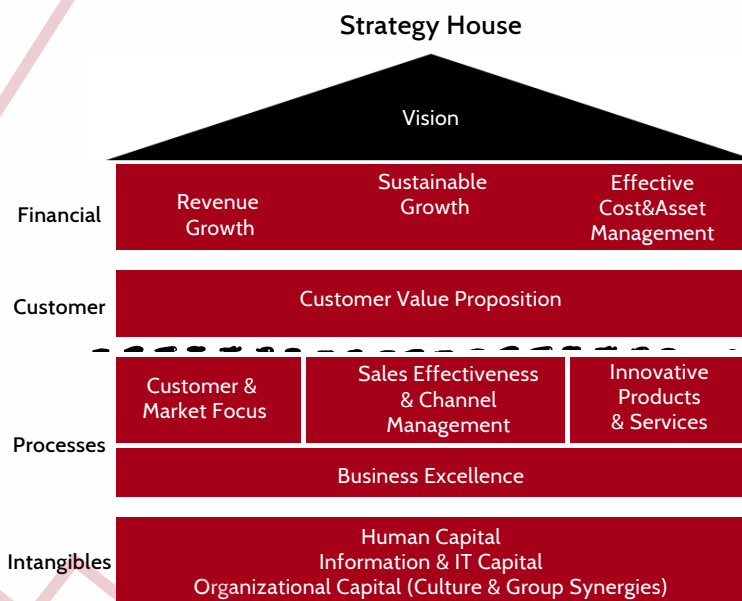 Strategy House
Vision
Financial
Revenue
Growth
Sustainable
Growth
Effective
Cost&Asset
Management
Customer
Customer Value Proposition
Processes
Customer &
Market Focus
Sales Effectiveness
& Channel
Management
Innovative
Products
& Services
Business Excellence
Intangibles
Human Capital
Information & IT Capital
Organizational Capital (Culture & Group Synergies)